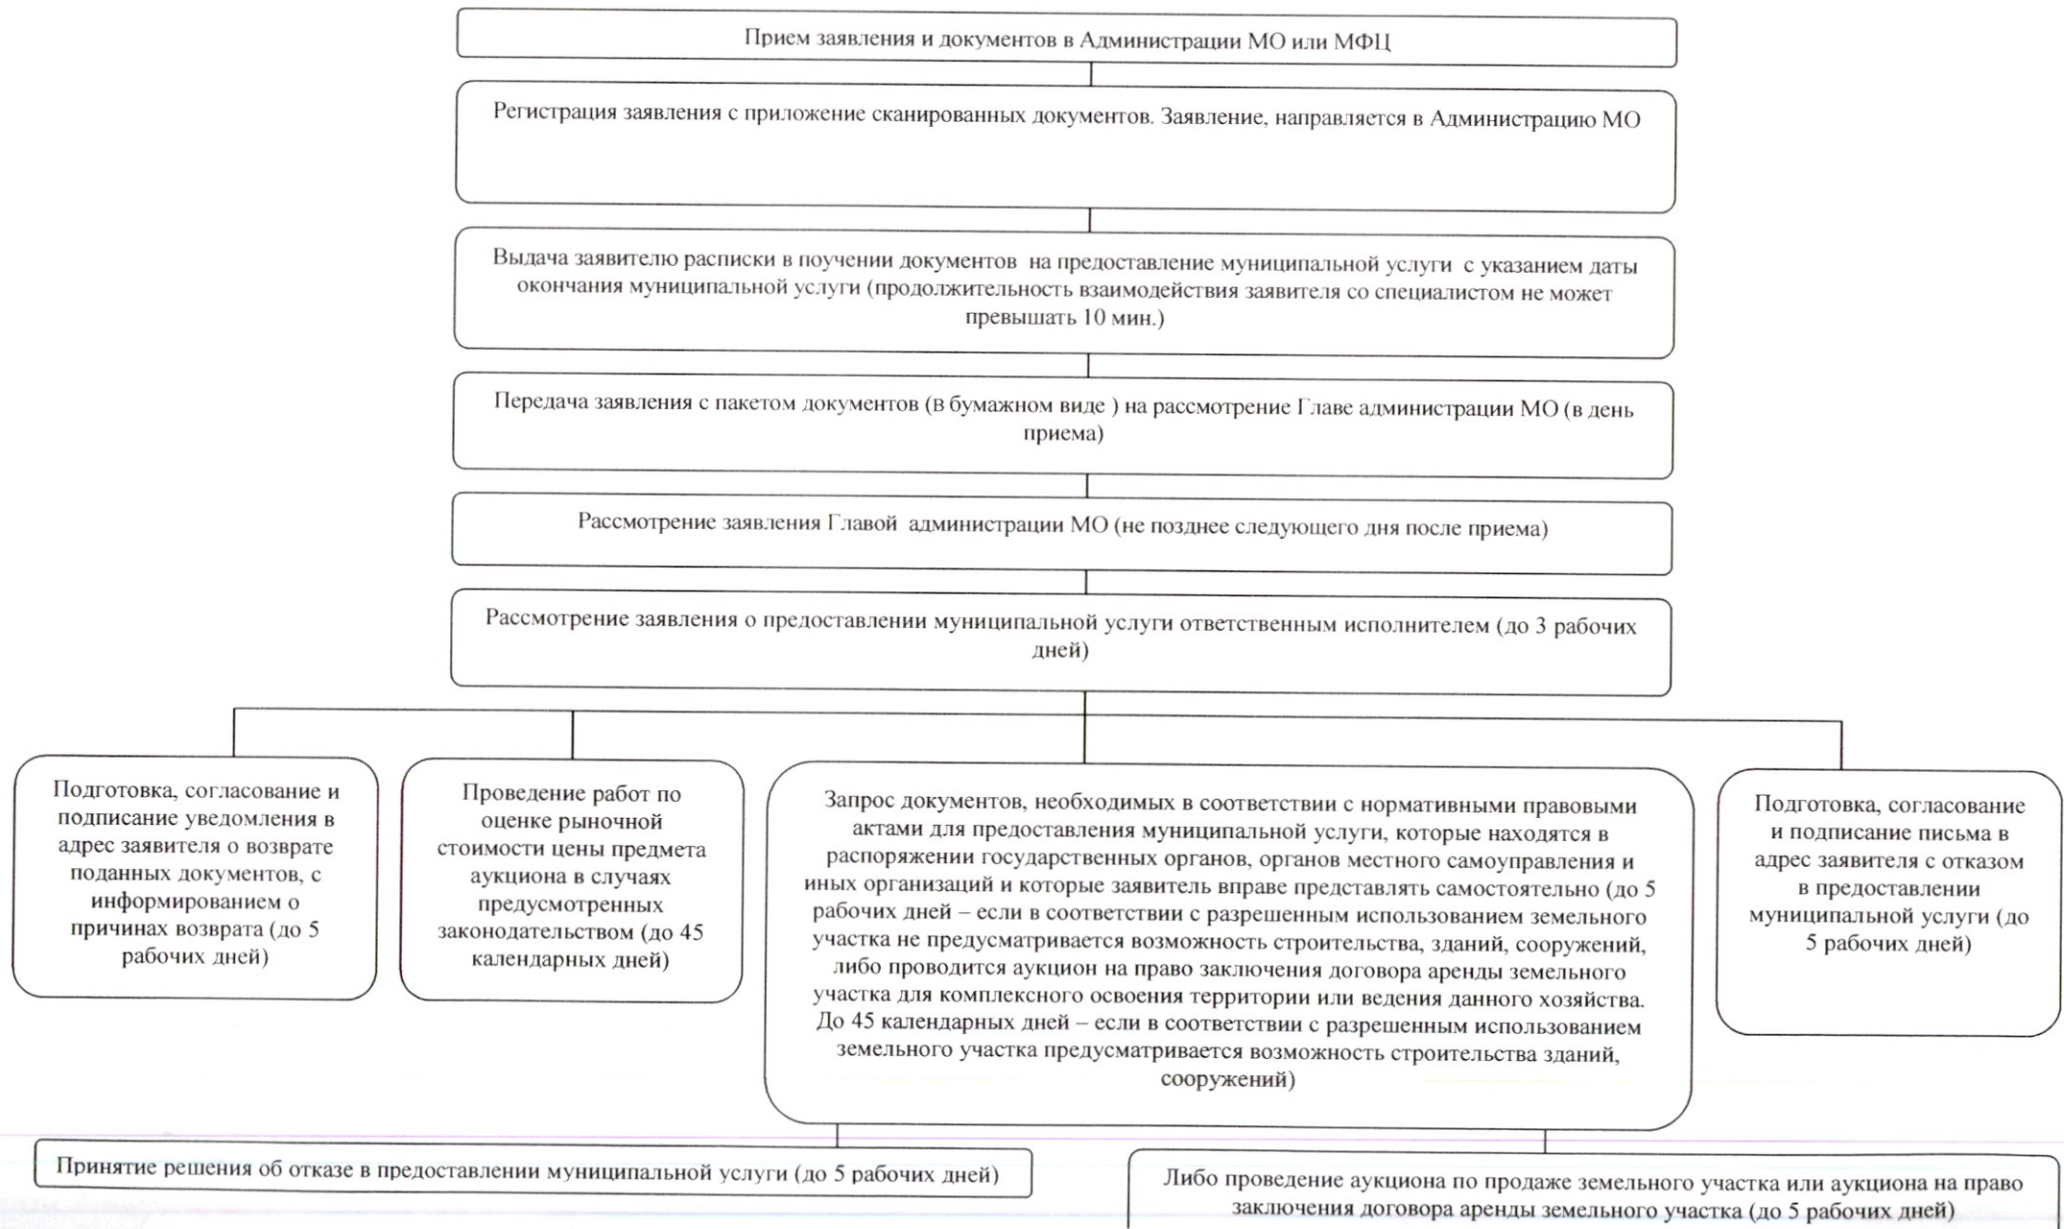 Прием заявления и документов в Администрации МО или МФЦ
Регистрация заявления с приложение сканированных документов. Заявление, направляется в Администрацию МО
Выдача заявителю расписки в поучении документов на предоставление муниципальной услуги с указанием даты
окончания муниципальной услуги (продолжительность взаимодействия заявителя со специалистом не может
превышать 10 мин.)
Передача заявления с пакетом документов (В бумажном виде ) на рассмотрение Главе администрации МО (в день
приема)
Рассмотрение заявления Главой администрации МО (не позднее следующего дня после приема)
Рассмотрение заявления о предоставлении муниципальной услуги ответственным исполнителем (до 3 рабочих
дней)
Подготовка, согласование и
подписание уведомления в
адрес заявителя о возврате
поданных документов, с
информированием о
причинах возврата (до 5
рабочих дней)
Проведение работ по
оценке рыночной
стоимости цены предмета
аукциона в случаях
предусмотренных
законодательством (до 45
календарных дней)
Запрос документов, необходимых в соответствии с нормативными правовыми
актами для предоставления муниципальной услуги, которые находятся в
распоряжении государственных органов, органов местного самоуправления и
иных организаций и которые заявитель вправе представлять самостоятельно (до 5
рабочих дней – если в соответствии с разрешенным использованием земельного
участка не предусматривается возможность строительства, зданий, сооружений,
либо проводится аукцион на право заключения договора аренды земельного
участка для комплексного освоения территории или ведения данного хозяйства.
До 45 календарных дней – если в соответствии с разрешенным использованием
земельного участка предусматривается возможность строительства зданий,
сооружений)
Подготовка, согласование
и подписание письма в
адрес заявителя с отказом
в предоставлении
муниципальной услуги (до
5 рабочих дней)
Принятие решения об отказе в предоставлении муниципальной услуги (до 5 рабочих дней)
Либо проведение аукциона по продаже земельного участка или аукциона на право
заключения договора аренды земельного участка (до 5 рабочих дней)